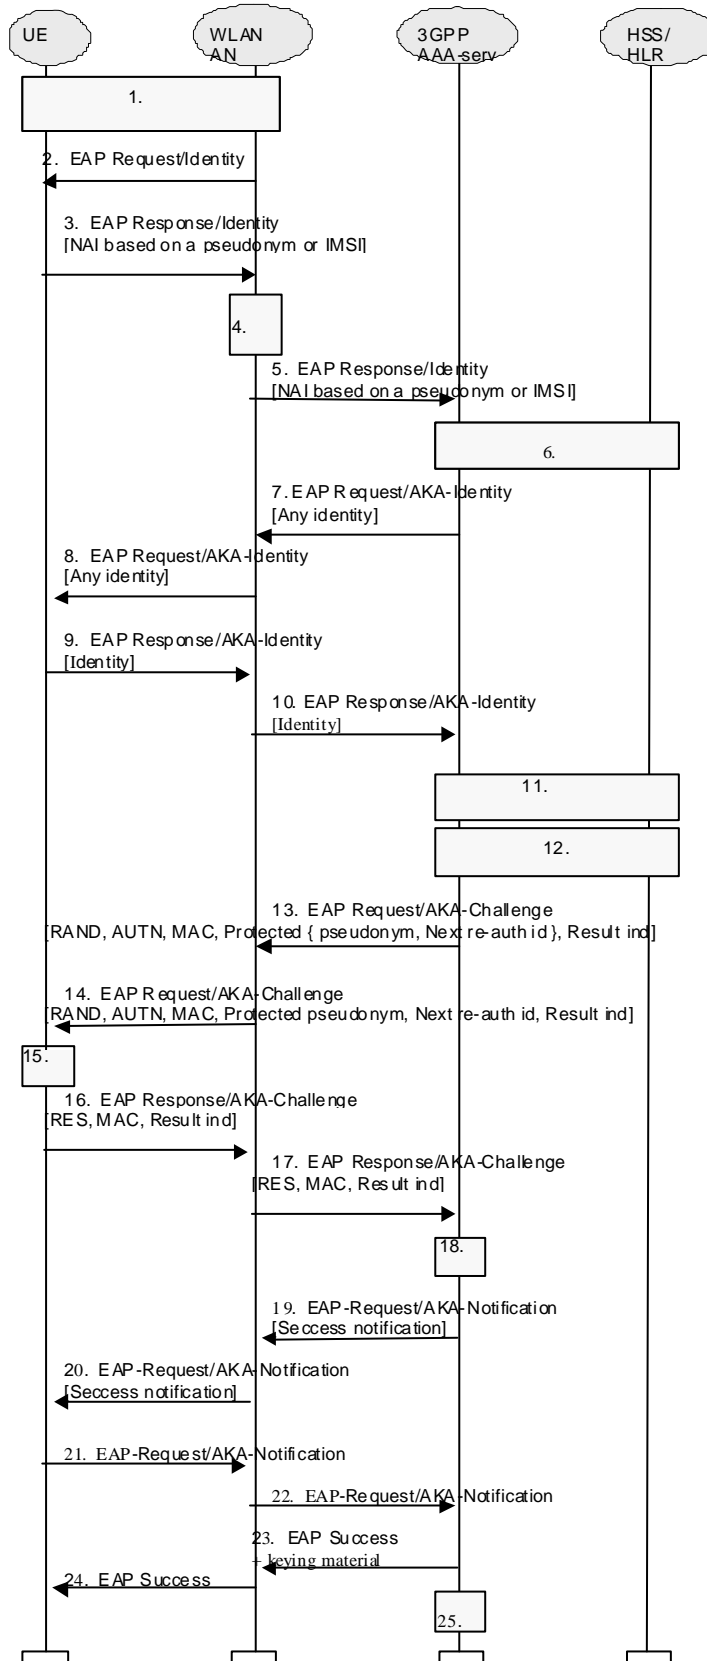 UE
WLAN
AN
3GPP
AAA-serv
HSS/
HLR
1.
2. EAP Request/Identity
3. EAP Response/Identity
[NAI based on a pseudonym or IMSI]
4.
5. EAP Response/Identity
[NAI based on a pseudonym or IMSI]
6.
7. EAP Request/AKA-Identity
[Any identity]
8. EAP Request/AKA-Identity
[Any identity]
9. EAP Response/AKA-Identity
[Identity]
10. EAP Response/AKA-Identity
[Identity]
11.
12.
13. EAP Request/AKA-Challenge
[RAND, AUTN, MAC, Protected { pseudonym, Next re-auth id }, Result ind]
14. EAP Request/AKA-Challenge
[RAND, AUTN, MAC, Protected pseudonym, Next re-auth id, Result ind]
15.
16. EAP Response/AKA-Challenge
[RES, MAC, Result ind]
17. EAP Response/AKA-Challenge
[RES, MAC, Result ind]
18.
19. EAP-Request/AKA-Notification
[Seccess notification]
20. EAP-Request/AKA-Notification
[Seccess notification]
21. EAP-Request/AKA-Notification
22. EAP-Request/AKA-Notification
23. EAP Success
+ keying material
24. EAP Success
25.